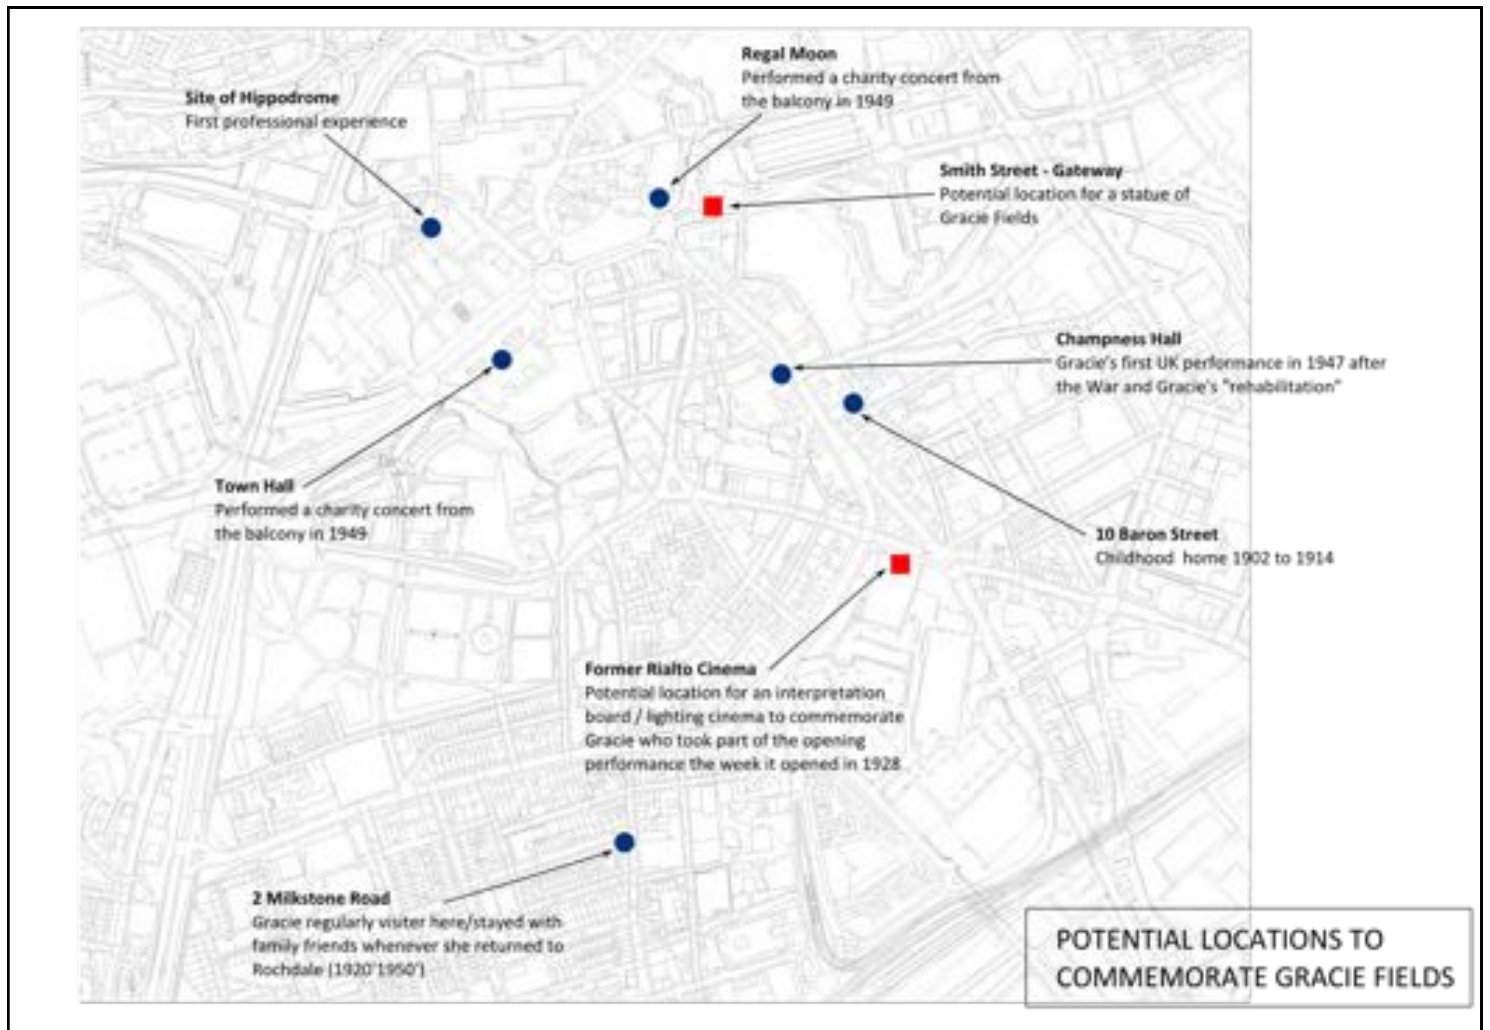 Regal Moon
Performed a charity concert from
the balcony in 1949
Site of Hippodrome
First professional experience
Smith Street - Gateway
Potential location for a statue of
Gracie Fields
Champness Hall
Gracie's first UK performance in 1947 after
the War and Gracie's "rehabilitation"
Town Hall
Performed a charity concert from
the balcony in 1949
10 Baron Street
Childhood home 1902 to 1914
Former Rialto Cinema
Potential location for an interpretation
board / lighting cinema to commemorate
Gracie who took part of the opening
performance the week it opened in 1928
2 Milkstone Road
Gracie regularly visiter here/stayed with
family friends whenever she returned to
Rochdale (1920'1950')
POTENTIAL LOCATIONS TO
COMMEMORATE GRACIE FIELDS